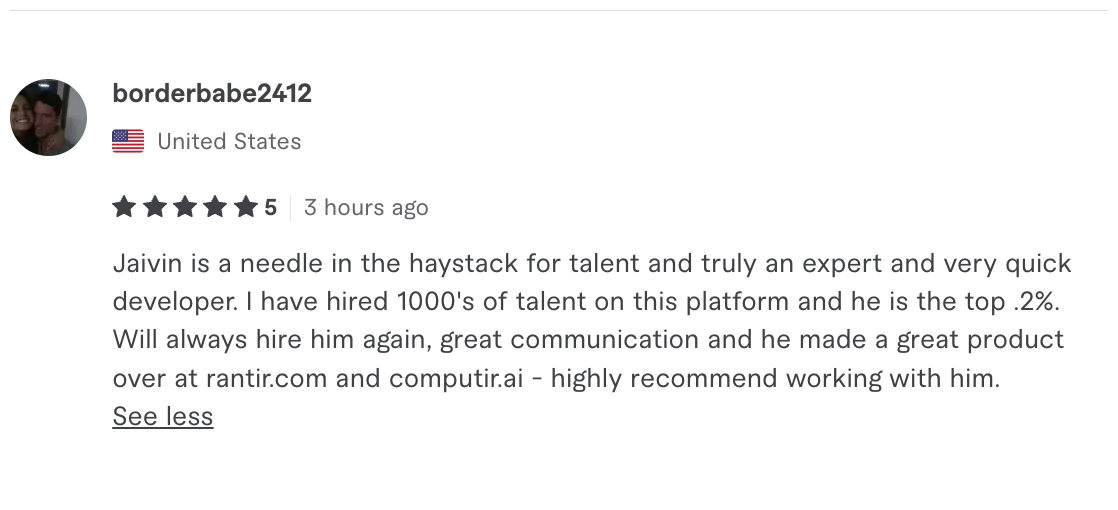 borderbabe2412
United States
5 3 hours ago
Jaivin is a needle in the haystack for talent and truly an expert and very quick
developer. I have hired 1000's of talent on this platform and he is the top .2%.
Will always hire him again, great communication and he made a great product
over at rantir.com and computir.ai - highly recommend working with him.
See less